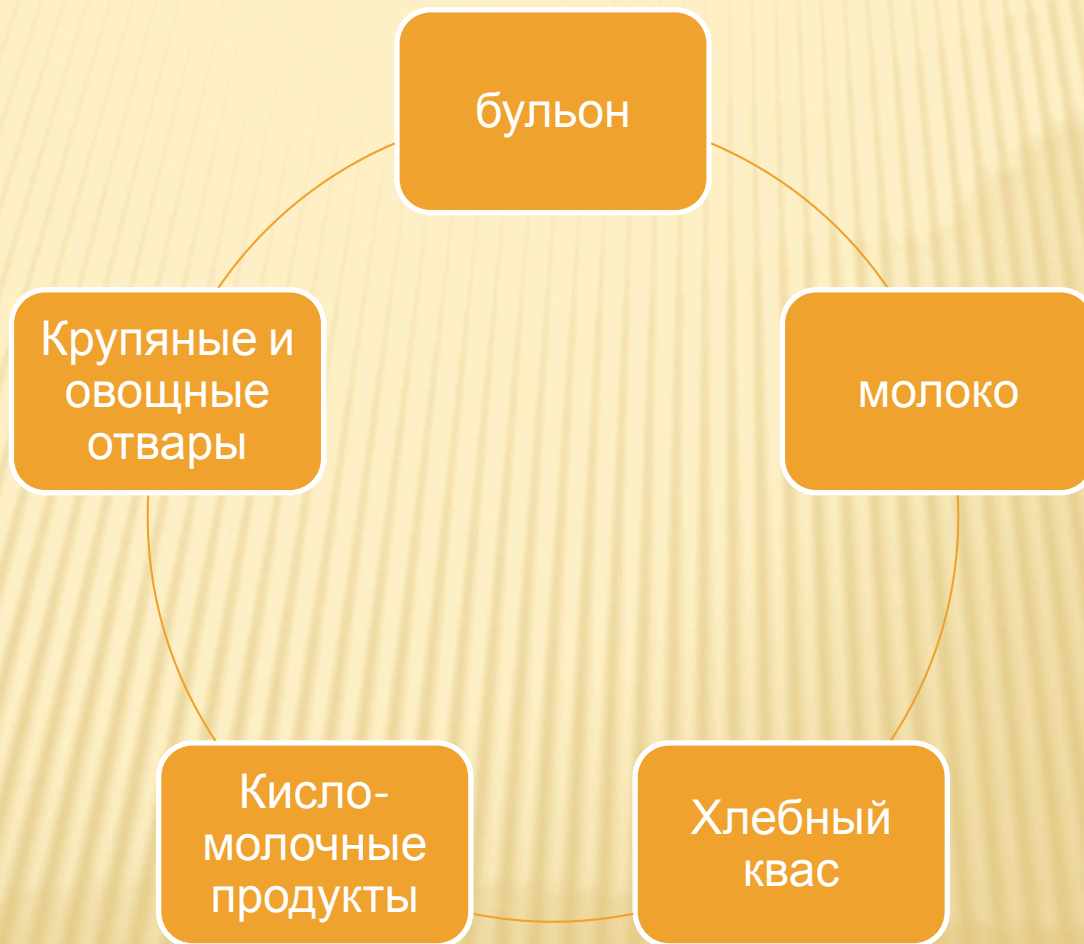 бульон
молоко
Хлебный
квас
Кисло-
молочные
продукты
Крупяные и
овощные
отвары